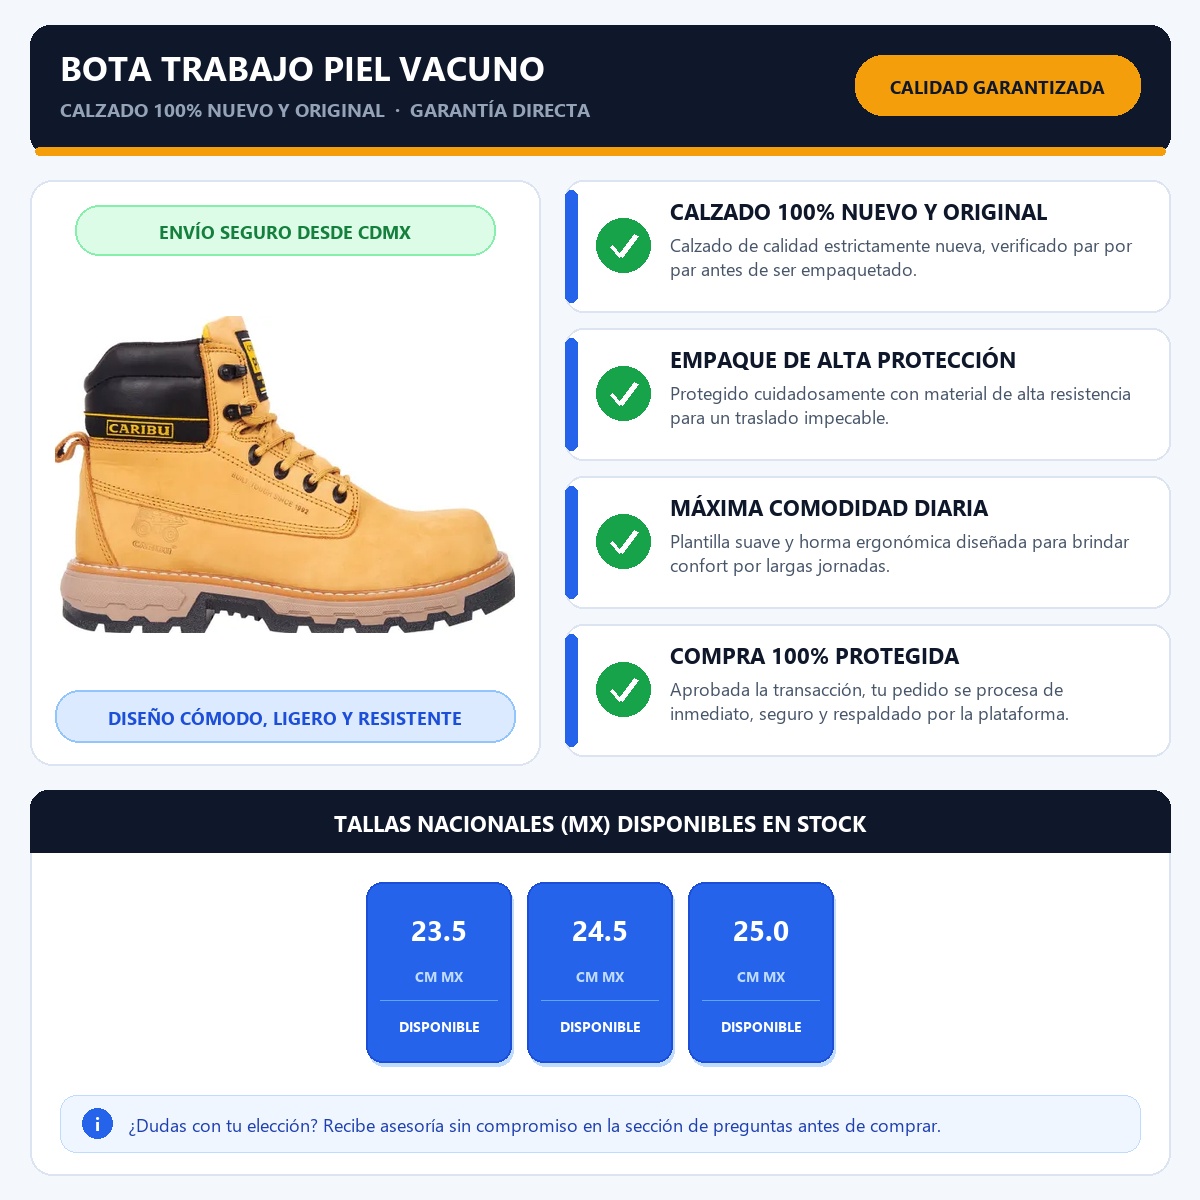 BOTA TRABAJO PIEL VACUNO
CALZADO 100% NUEVO Y ORIGINAL · GARANTÍA DIRECTA
CALIDAD GARANTIZADA
ENVÍO SEGURO DESDE CDMX
CARIBU
BUILT TOUGH SINCE 1992
DISEÑO CÓMODO, LIGERO Y RESISTENTE
CALZADO 100% NUEVO Y ORIGINAL
Calzado de calidad estrictamente nueva, verificado par por
par antes de ser empaquetado.
EMPAQUE DE ALTA PROTECCIÓN
Protegido cuidadosamente con material de alta resistencia
para un traslado impecable.
MÁXIMA COMODIDAD DIARIA
Plantilla suave y horma ergonómica diseñada para brindar
confort por largas jornadas.
COMPRA 100% PROTEGIDA
Aprobada la transacción, tu pedido se procesa de
inmediato, seguro y respaldado por la plataforma.
TALLAS NACIONALES (MX) DISPONIBLES EN STOCK
23.5
CM MX
DISPONIBLE
24.5
CM MX
DISPONIBLE
25.0
CM MX
DISPONIBLE
¿Dudas con tu elección? Recibe asesoría sin compromiso en la sección de preguntas antes de comprar.